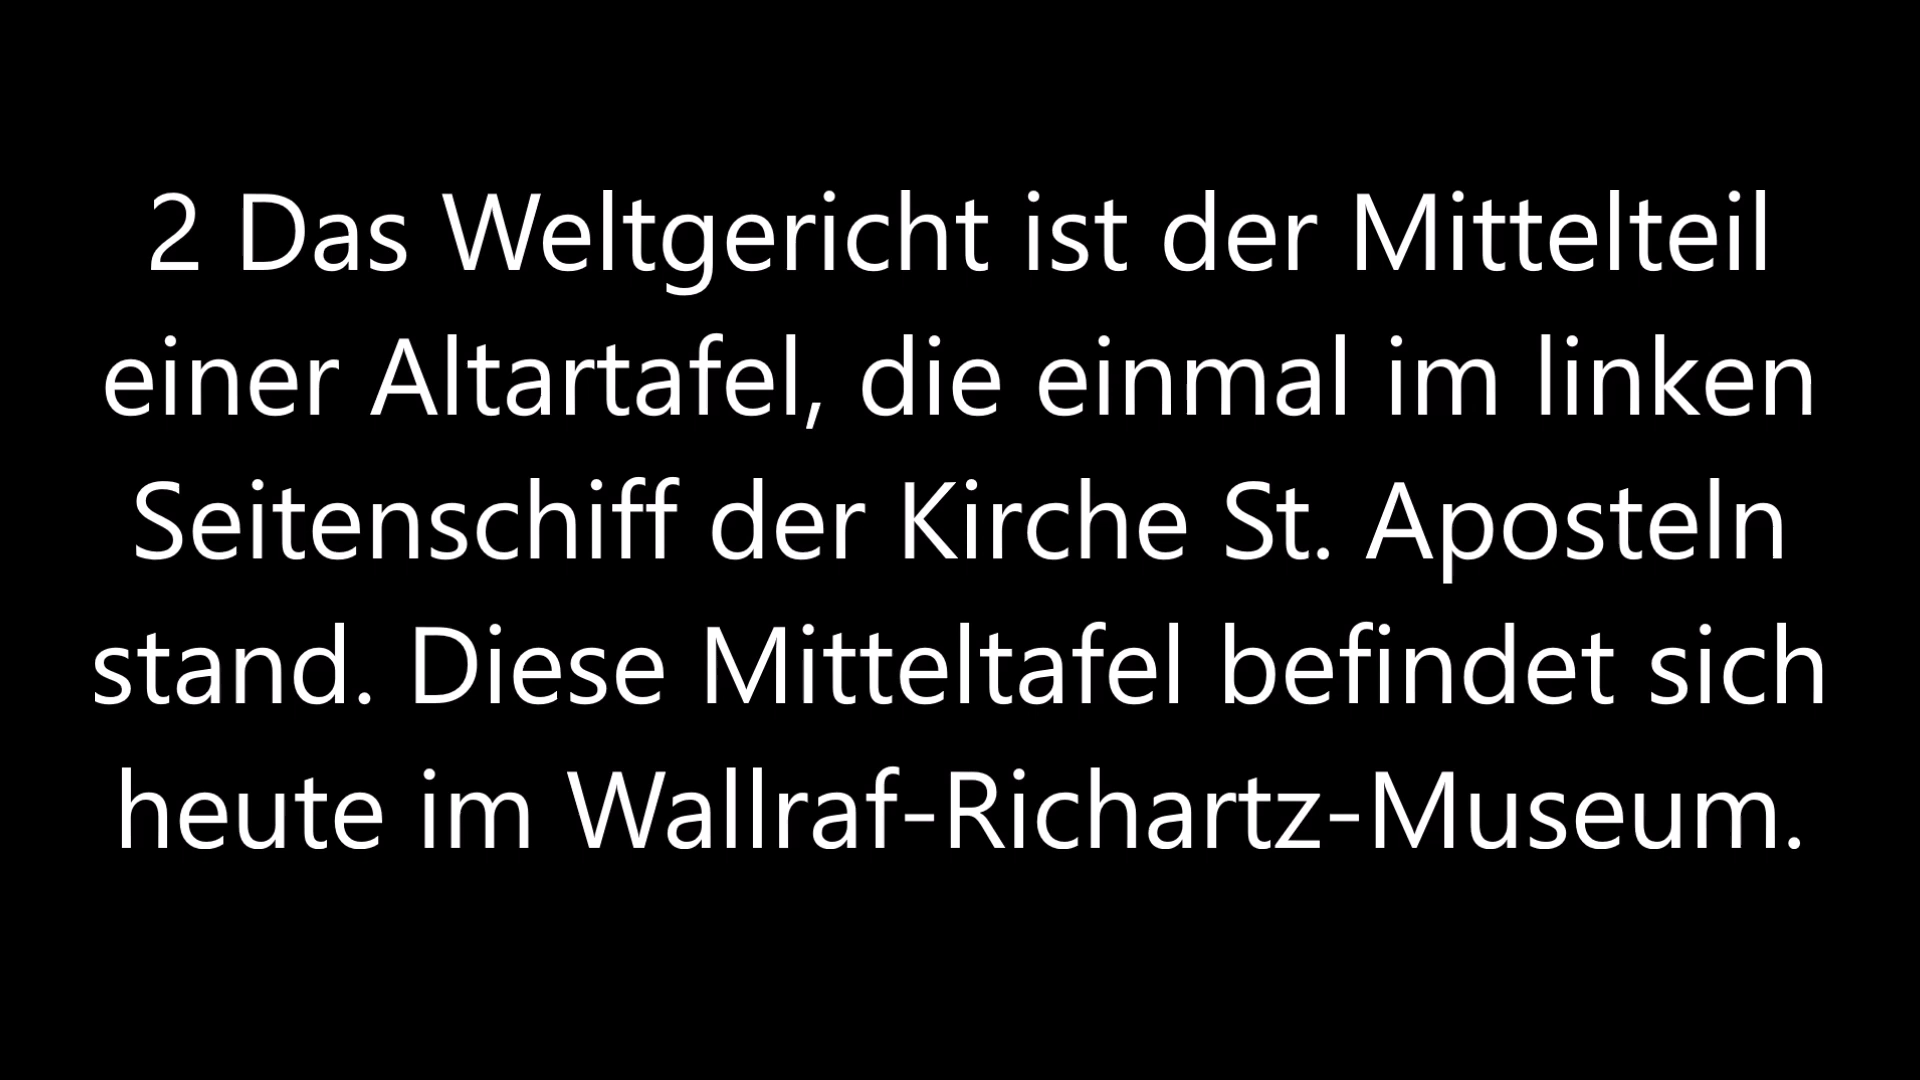 2 Das Weltgericht ist der Mittelteil
einer Altartafel, die einmal im linken
Seitenschiff der Kirche St. Aposteln
stand. Diese Mitteltafel befindet sich
heute im Wallraf-Richartz-Museum.